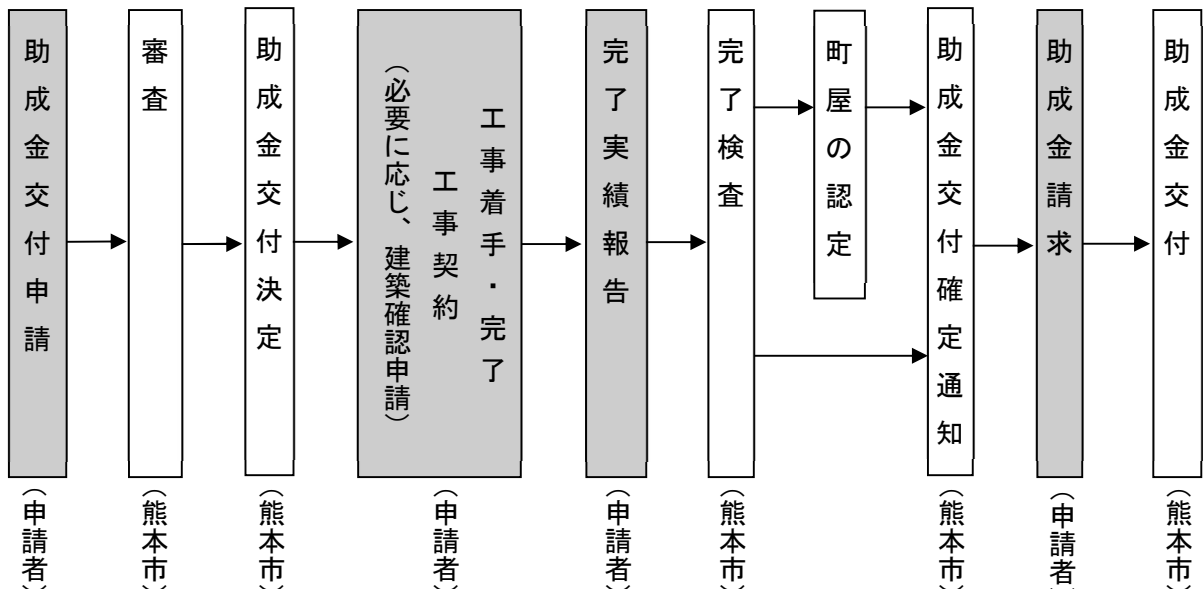 助成金交付申請
審査
助成金交付決定
(必要に応じ、建築確認申請)
工事契約
工事着手・完了
完了実績報告
完了検査
町屋の認定
助成金交付確定通知
助成金請求
助成金交付
(申請者)
(熊本市)
(熊本市)
(申請者)
(申請者)
(熊本市)
(熊本市)
(申請者)
(熊本市)